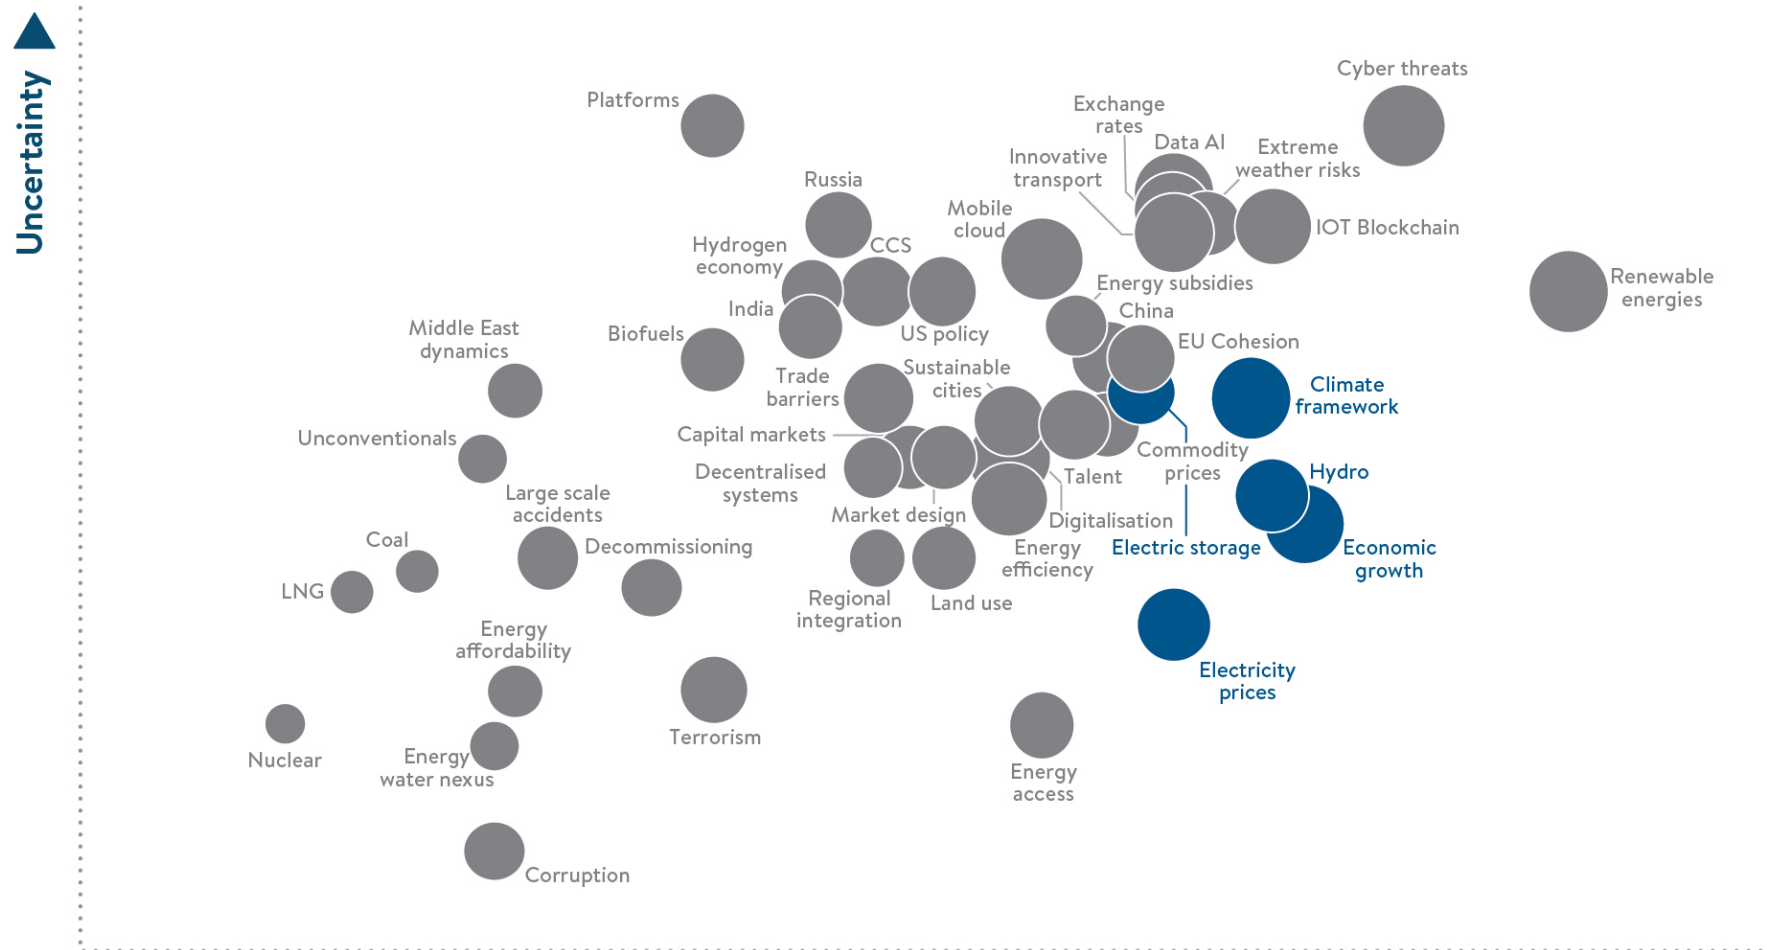 Uncertainty
Cyber threats
Platforms
Exchange
rates
Data AI
Extreme
weather risks
Innovative
transport
Russia
Mobile
cloud
IOT Blockchain
Hydrogen
economy
CCS
Energy subsidies
Renewable
energies
India
China
US policy
Biofuels
Middle East
dynamics
EU Cohesion
Trade
barriers
Sustainable
cities
Climate
framework
Capital markets
Unconventionals
Decentralised
systems
Commodity
prices
Talent
Hydro
Large scale
accidents
Market design
Digitalisation
Coal
Decommissioning
Energy
efficiency
Electric storage
Economic
growth
LNG
Regional
integration
Land use
Energy
affordability
Electricity
prices
Terrorism
Nuclear
Energy
water nexus
Energy
access
Corruption